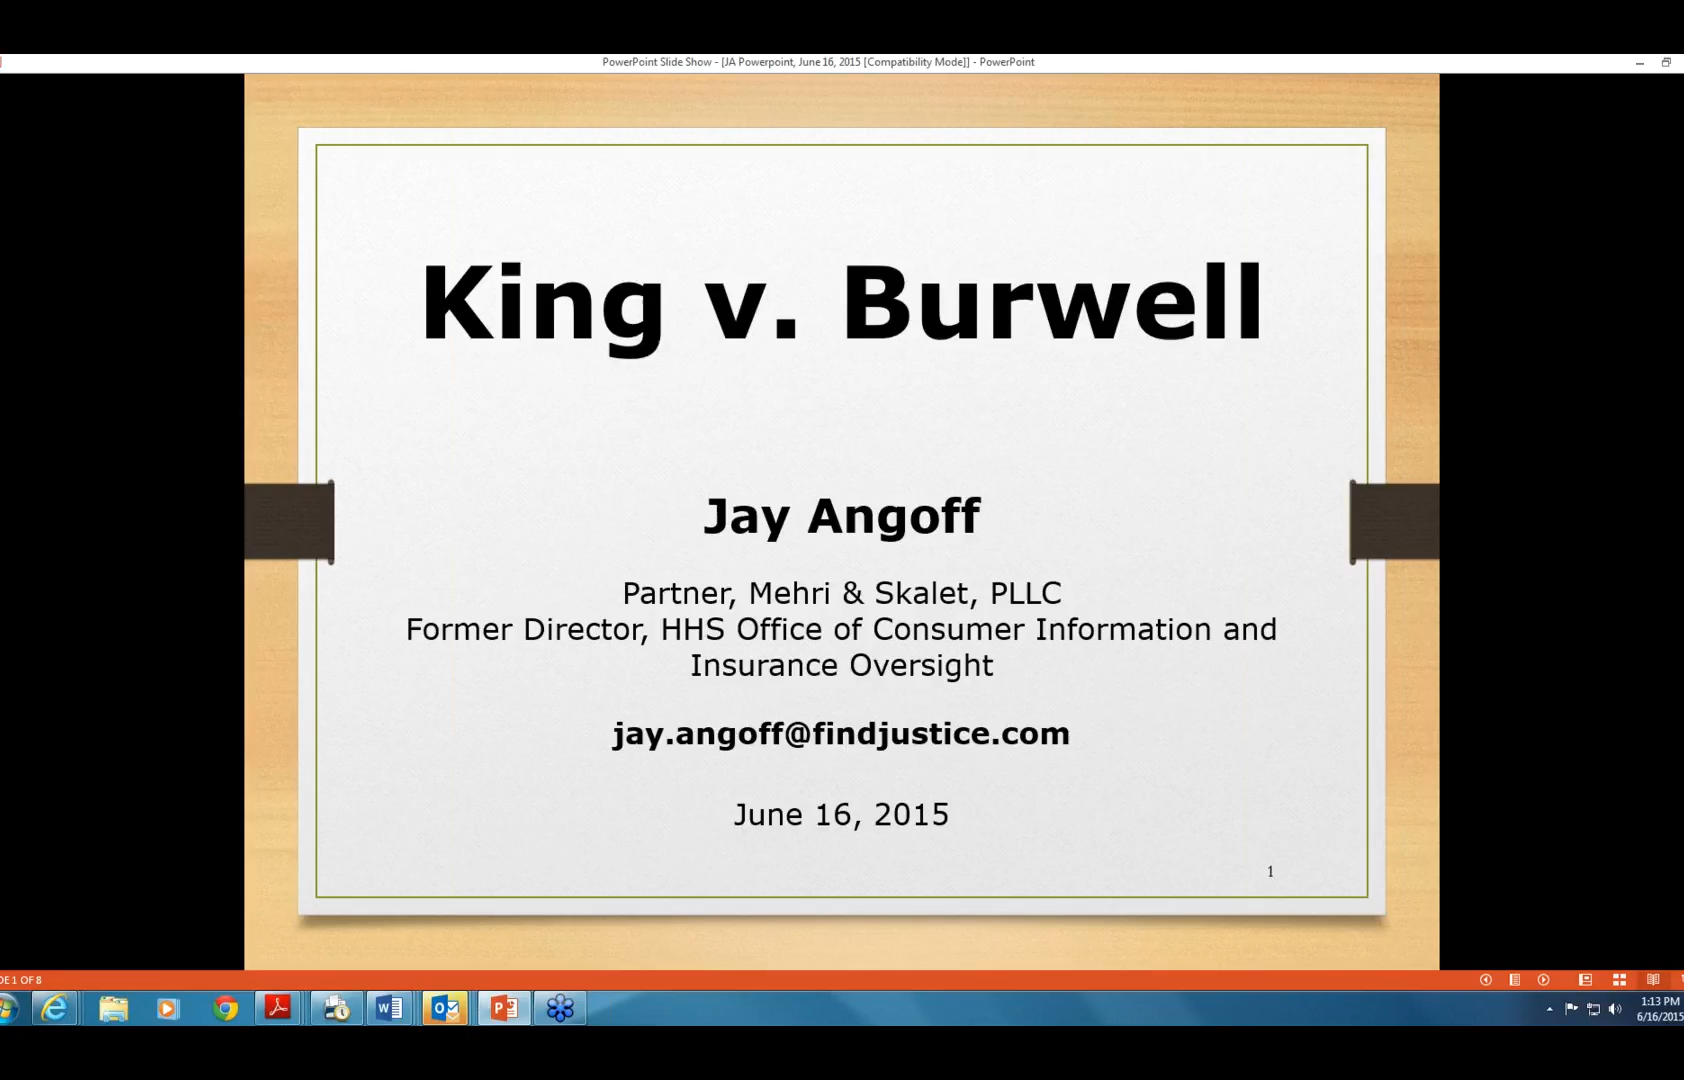 PowerPoint Slide Show - [JA Powerpoint, June 16, 2015 [Compatibility Mode]] - PowerPoint
King v. Burwell
Jay Angoff
Partner, Mehri & Skalet, PLLC
Former Director, HHS Office of Consumer Information and
Insurance Oversight
jay.angoff@findjustice.com
June 16, 2015
1
DE 1 OF 8
1:13 PM
6/16/2015